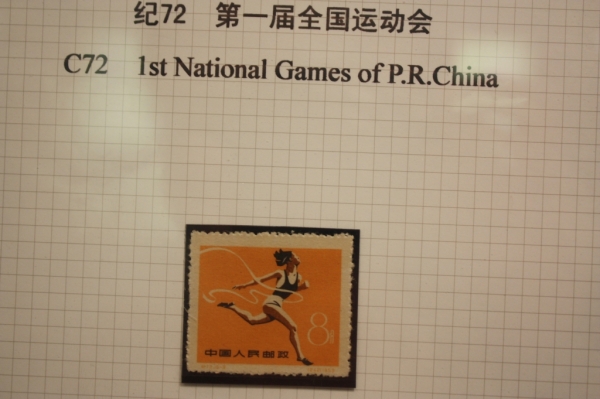 纪72 第一届全国运动会
C72 1st National Games of P.R.China
8分
中国人民邮政